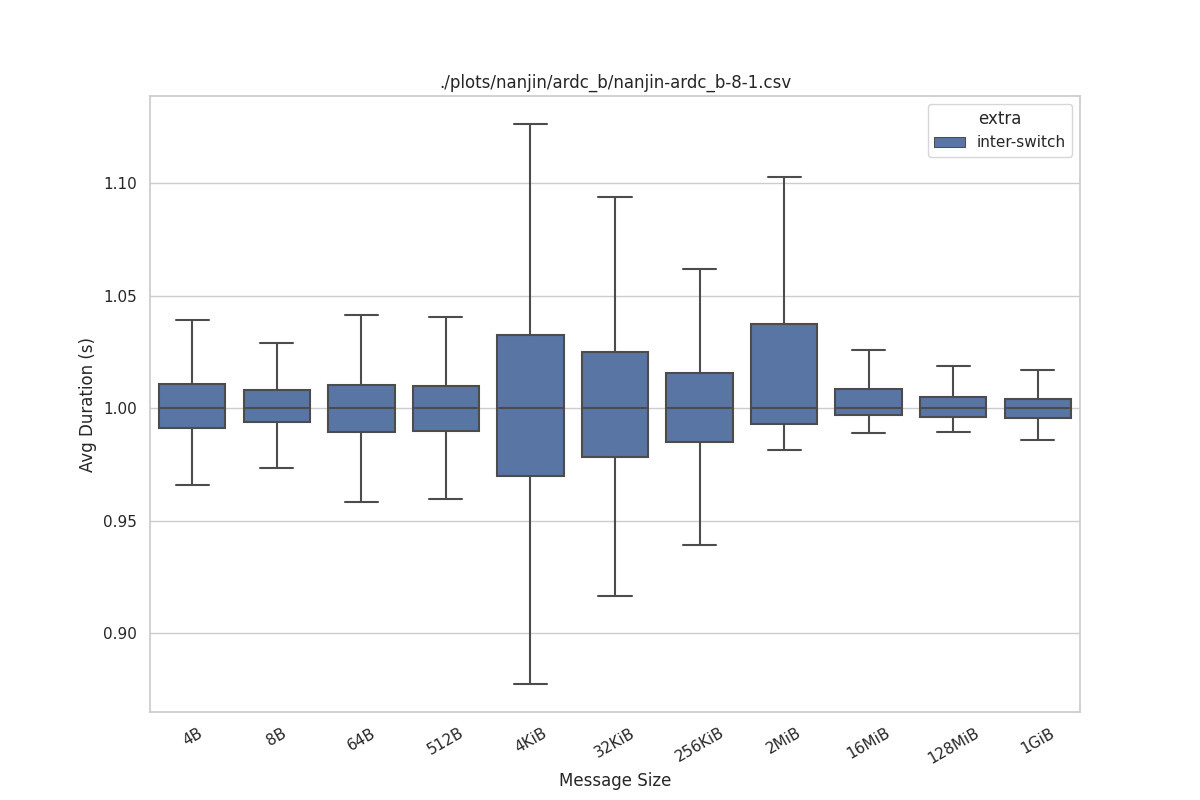 ./plots/nanjin/ardc_b/nanjin-ardc_b-8-1.csv
extra
inter-switch
1.10
1.05
1.00
0.95
0.90
Avg Duration (s)
4B
8B
64B
512B
4KiB
32KiB
256KiB
2MiB
16MiB
128MiB
1GiB
Message Size